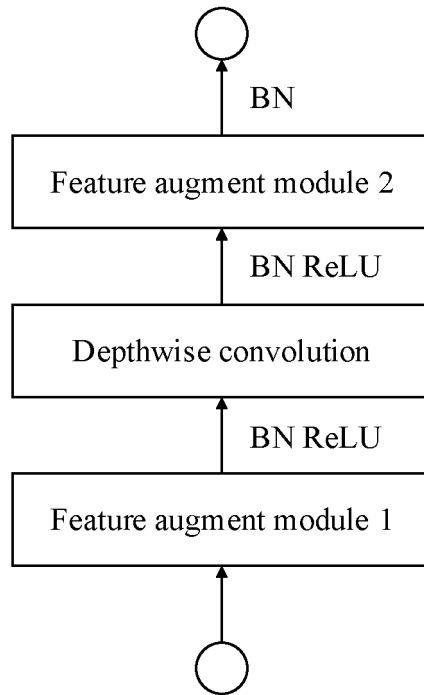 BN
Feature augment module 2
BN ReLU
Depthwise convolution
BN ReLU
Feature augment module 1